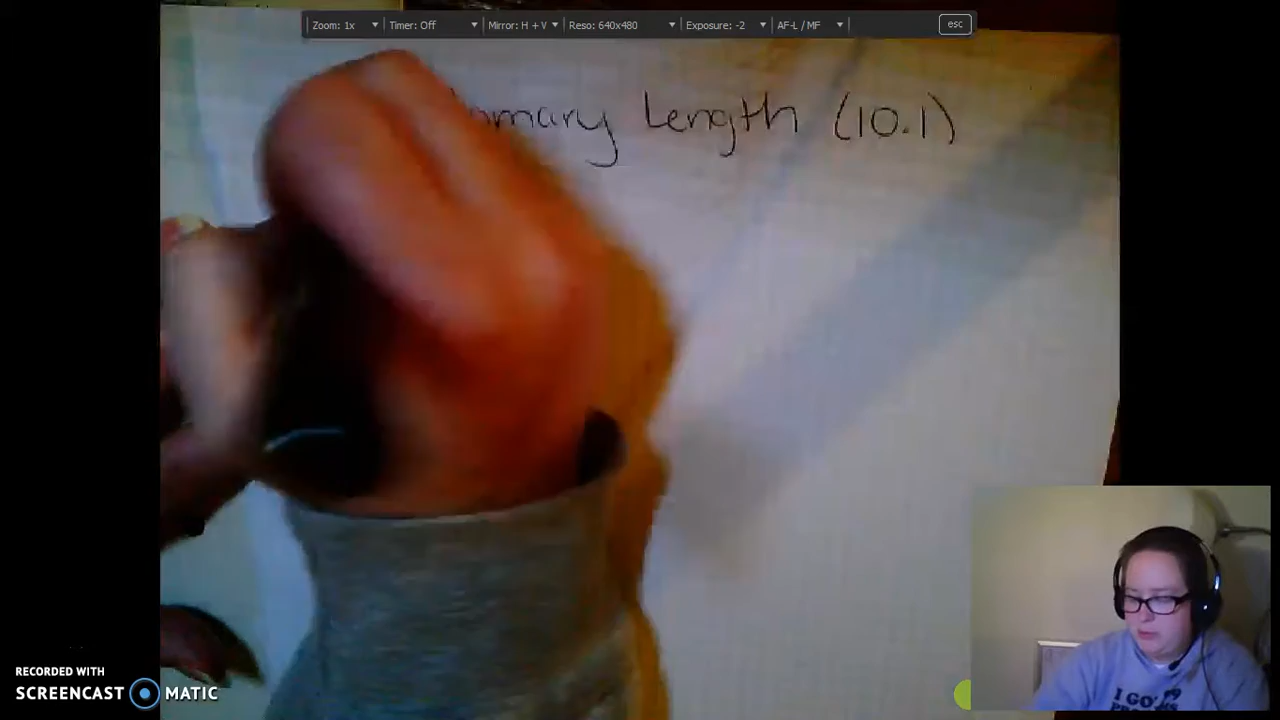 Zoom: 1x Timer: Off Mirror: H + V Reso: 640x480 Exposure: -2 AF-L / MF esc
Length (10.1)
RECORDED WITH
SCREENCAST MATIC
I GO